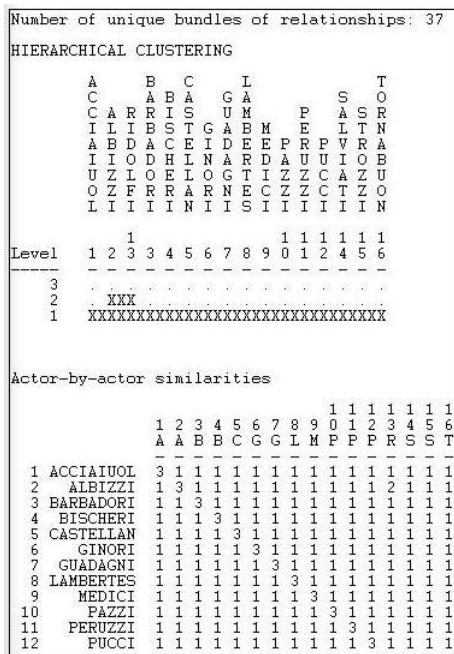 Number of unique bundles of relationships: 37
HIERARCHICAL CLUSTERING
A B C L T
C A B A G A S O
C A R R I S U M P A S R
I L I B S T G A B M E L T N
A I D A C E I D E E P R P V R A
I B O D H L N A R D A U U I O B
U Z L O E L O G T I Z Z C A Z U
O Z F R R A R N E C Z Z C T Z O
L I I I I N I I S I I I I I I N
1 1 1 1 1 1 1
Level 1 2 3 3 4 5 6 7 8 9 0 1 2 4 5 6
----- - - - - - - - - - - - - - - - -
3 . . . . . . . . . . . . . . . .
2 . XXX . . . . . . . . . . . . .
1 XXXXXXXXXXXXXXXXXXXXXXXXXXXXXXX
Actor-by-actor similarities
1 1 1 1 1 1 1
1 2 3 4 5 6 7 8 9 0 1 2 3 4 5 6
A A B B C G G L M P P P R S S T
- - - - - - - - - - - - - - - -
1 ACCIAIUOL 3 1 1 1 1 1 1 1 1 1 1 1 1 1 1 1
2 ALBIZZI 1 3 1 1 1 1 1 1 1 1 1 1 2 1 1 1
3 BARBADORI 1 1 3 1 1 1 1 1 1 1 1 1 1 1 1 1
4 BISCHERI 1 1 1 3 1 1 1 1 1 1 1 1 1 1 1 1
5 CASTELLAN 1 1 1 1 3 1 1 1 1 1 1 1 1 1 1 1
6 GINORI 1 1 1 1 1 3 1 1 1 1 1 1 1 1 1 1
7 GUADAGNI 1 1 1 1 1 1 3 1 1 1 1 1 1 1 1 1
8 LAMBERTES 1 1 1 1 1 1 1 3 1 1 1 1 1 1 1 1
9 MEDICI 1 1 1 1 1 1 1 1 3 1 1 1 1 1 1 1
10 PAZZI 1 1 1 1 1 1 1 1 1 3 1 1 1 1 1 1
11 PERUZZI 1 1 1 1 1 1 1 1 1 1 3 1 1 1 1 1
12 PUCCI 1 1 1 1 1 1 1 1 1 1 1 3 1 1 1 1